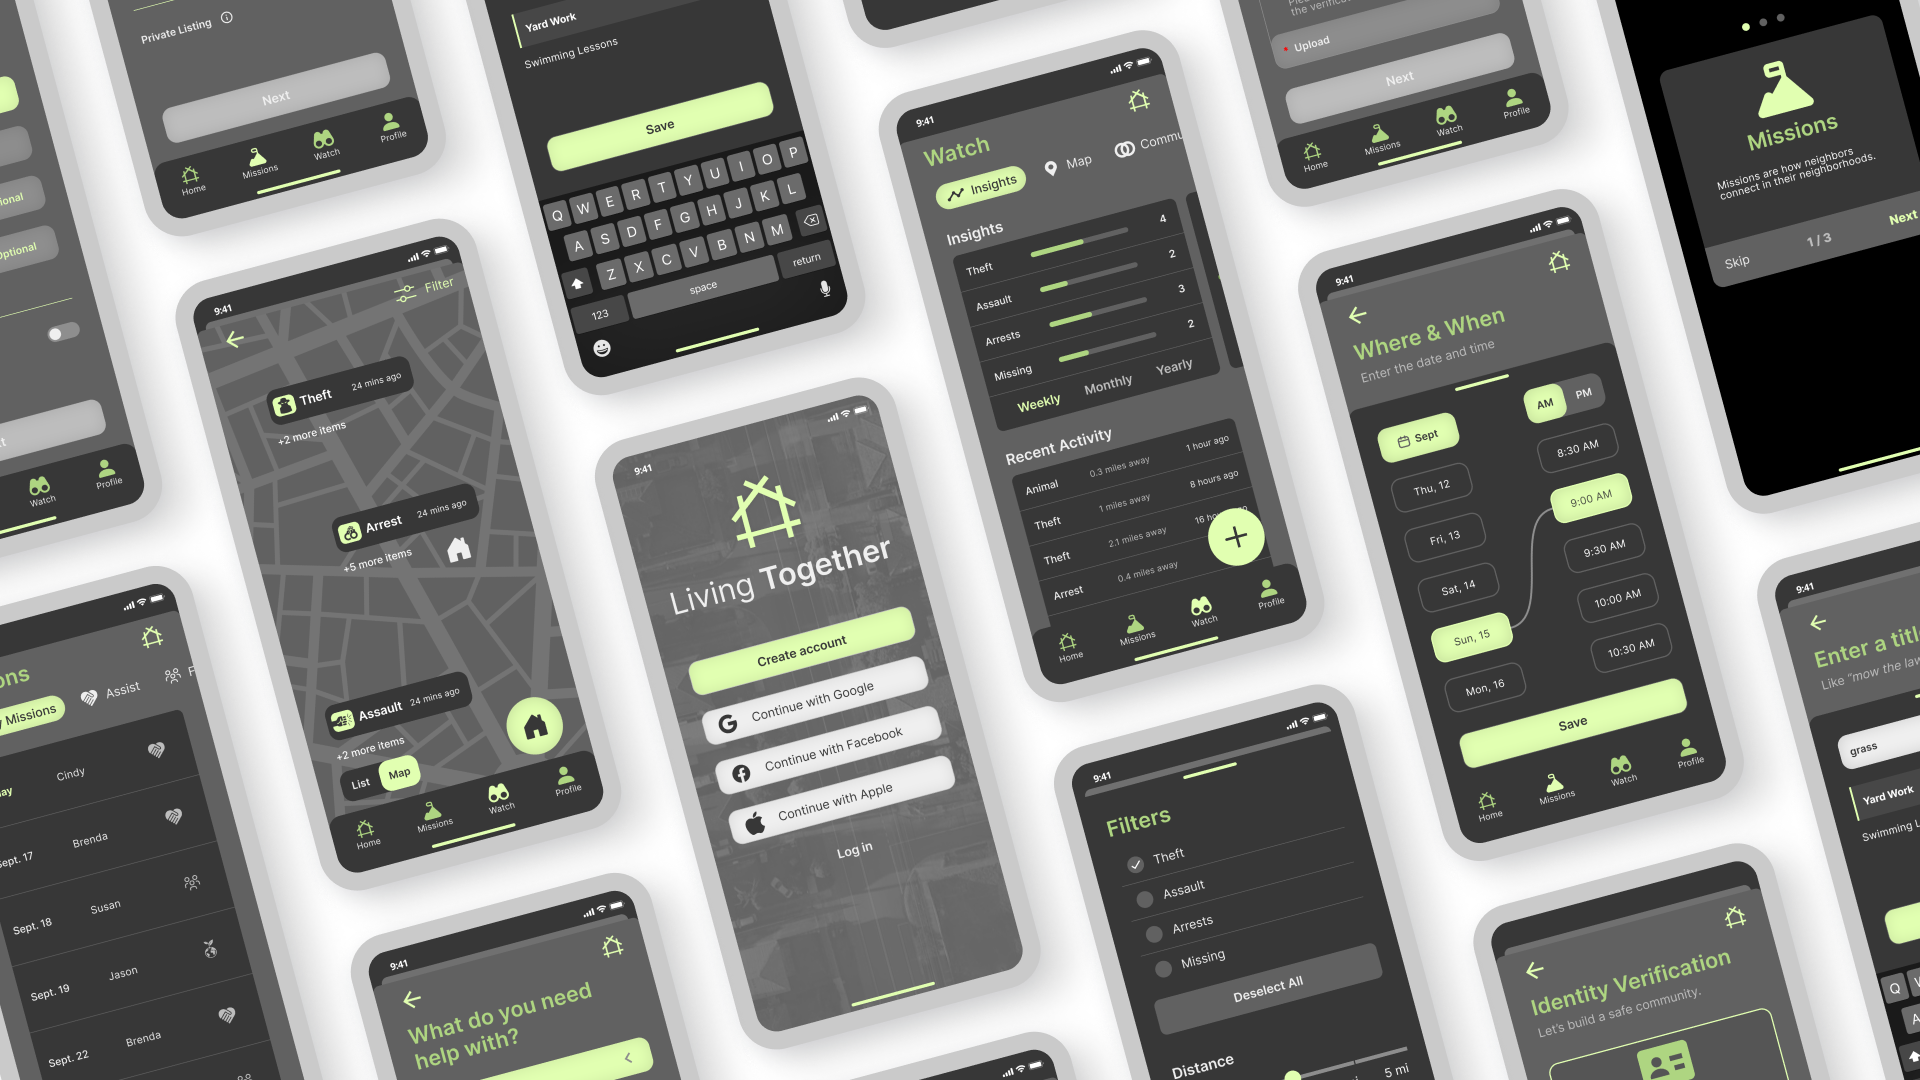 Private Listing
Next
Home
Missions
Watch
Profile
Optional
Watch
Profile
Yard Work
Swimming Lessons
Save
Q W E R T Y U I O P
A S D F G H J K L
Z X C V B N M
123
space
return
9:41
Filter
Theft
24 mins ago
+2 more items
Arrest
24 mins ago
+5 more items
Assault
24 mins ago
+2 more items
List
Map
Home
Missions
Watch
Profile
9:41
Watch
Insights
Map
Insights
Theft 4
Assault 2
Arrests 3
Missing 2
Weekly
Monthly
Yearly
Recent Activity
Animal 0.3 miles away 1 hour ago
Theft 1 miles away 8 hours ago
Theft 2.1 miles away 16
Arrest 0.4 miles away
Home
Missions
Watch
Profile
9:41
Living Together
Create account
Continue with Google
Continue with Facebook
Continue with Apple
Log in
Upload
Next
Home
Missions
Watch
Profile
9:41
Where & When
Enter the date and time
Sept
AM
PM
Thu, 12
8:30 AM
Fri, 13
9:00 AM
Sat, 14
9:30 AM
Sun, 15
10:00 AM
Mon, 16
10:30 AM
Save
Home
Missions
Watch
Profile
Missions
Missions are how neighbors
connect in their neighborhoods.
Skip
1 / 3
Next
Missions
Assist
Cindy
Sept. 17 Brenda
Sept. 18 Susan
Sept. 19 Jason
Sept. 22 Brenda
9:41
What do you need
help with?
9:41
Filters
Theft
Assault
Arrests
Missing
Deselect All
Distance
5 mi
Identity Verification
Let's build a safe community.
9:41
Enter a title
Like "mow the law
grass
Yard Work
Swimming L
Q
A